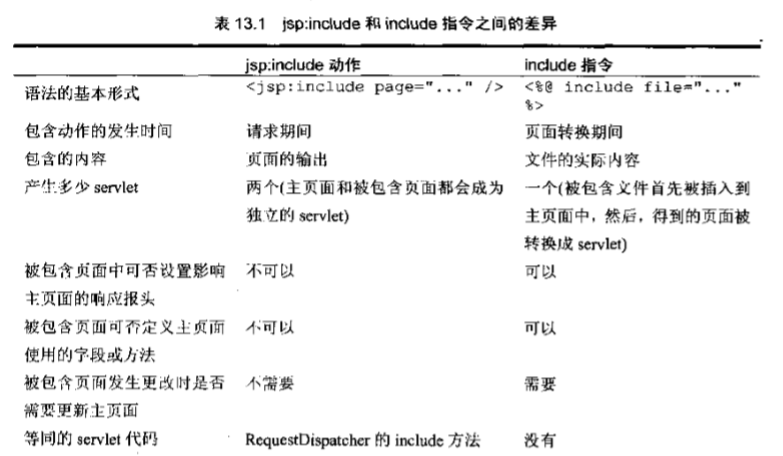 表 13.1 jsp:include 和 include 指令之间的差异
jsp:include 动作 include 指令
语法的基本形式 <jsp:include page="..." /> <%@ include file="..."
%>
包含动作的发生时间 请求期间 页面转换期间
包含的内容 页面的输出 文件的实际内容
产生多少 servlet 两个(主页面和被包含页面都会成为 一个(被包含文件首先被插入到
独立的 servlet) 主页面中，然后，得到的页面被
转换成 servlet)
被包含页面中可否设置影响 不可以 可以
主页面的响应报头
被包含页面可否定义主页面 不可以 可以
使用的字段或方法
被包含页面发生更改时是否 不需要 需要
需要更新主页面
等同的 servlet 代码 RequestDispatcher 的 include 方法 没有